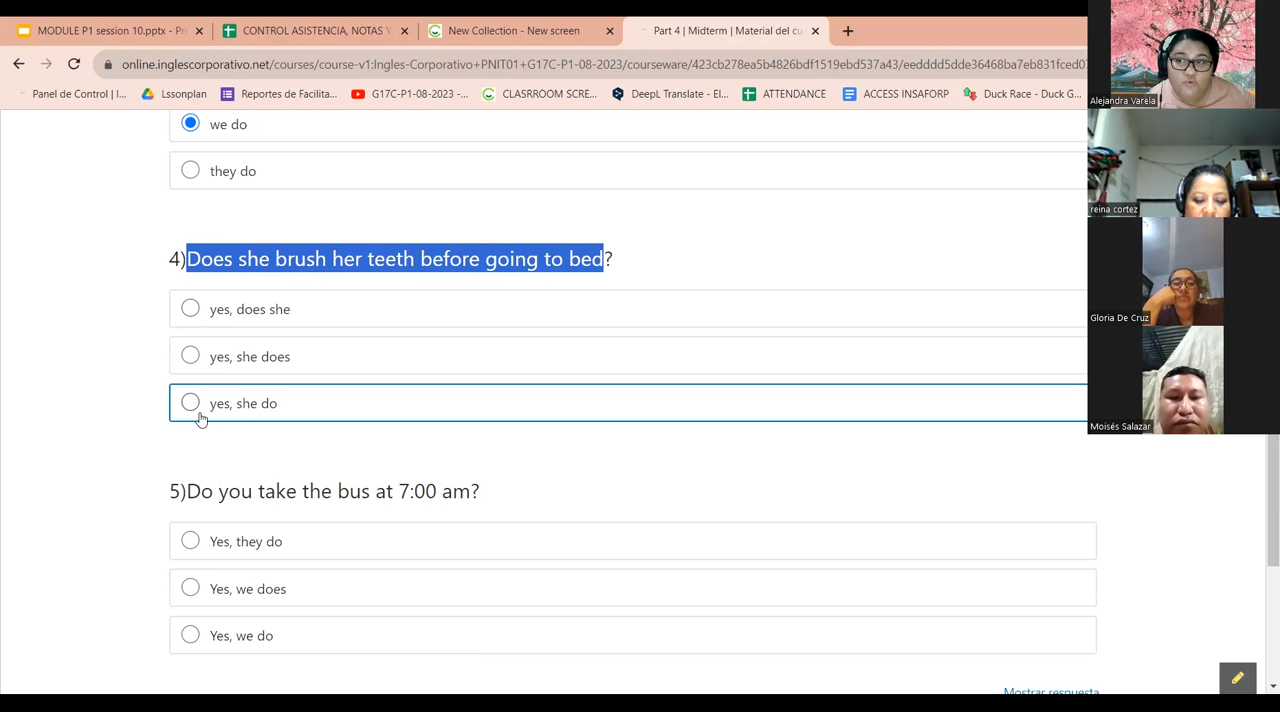 MODULE P1 session 10.pptx - Pr
CONTROL ASISTENCIA, NOTAS Y
New Collection - New screen
Part 4 | Midterm | Material del cu
online.inglescorporativo.net/courses/course-v1:Ingles-Corporativo+PNIT01+G17C-P1-08-2023/courseware/423cb278ea5b4826bdf1519ebd537a43/eedddd5dde36468ba7eb831fced07
Panel de Control | I...
Lssonplan
Reportes de Facilita...
G17C-P1-08-2023 -...
CLASSROOM SCRE...
DeepL Translate - El...
ATTENDANCE
ACCESS INSAFORP
Duck Race - Duck G...
we do
they do
4)Does she brush her teeth before going to bed?
yes, does she
yes, she does
yes, she do
5)Do you take the bus at 7:00 am?
Yes, they do
Yes, we does
Yes, we do
Mostrar respuesta
Alejandra Varela
reina cortez
Gloria De Cruz
Moisés Salazar